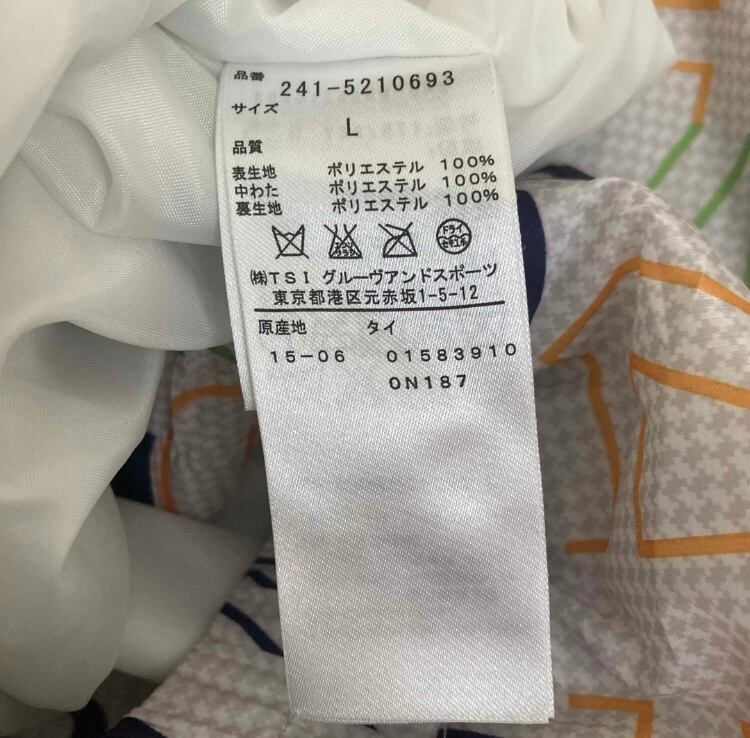 品番 241-5210693
サイズ
L
品質
表生地 ポリエステル 100%
中わた ポリエステル 100%
裏生地 ポリエステル 100%
ドライ
㈱TSI グルーヴアンドスポーツ
東京都港区元赤坂1-5-12
原産地 タイ
15-06 01583910
0N187